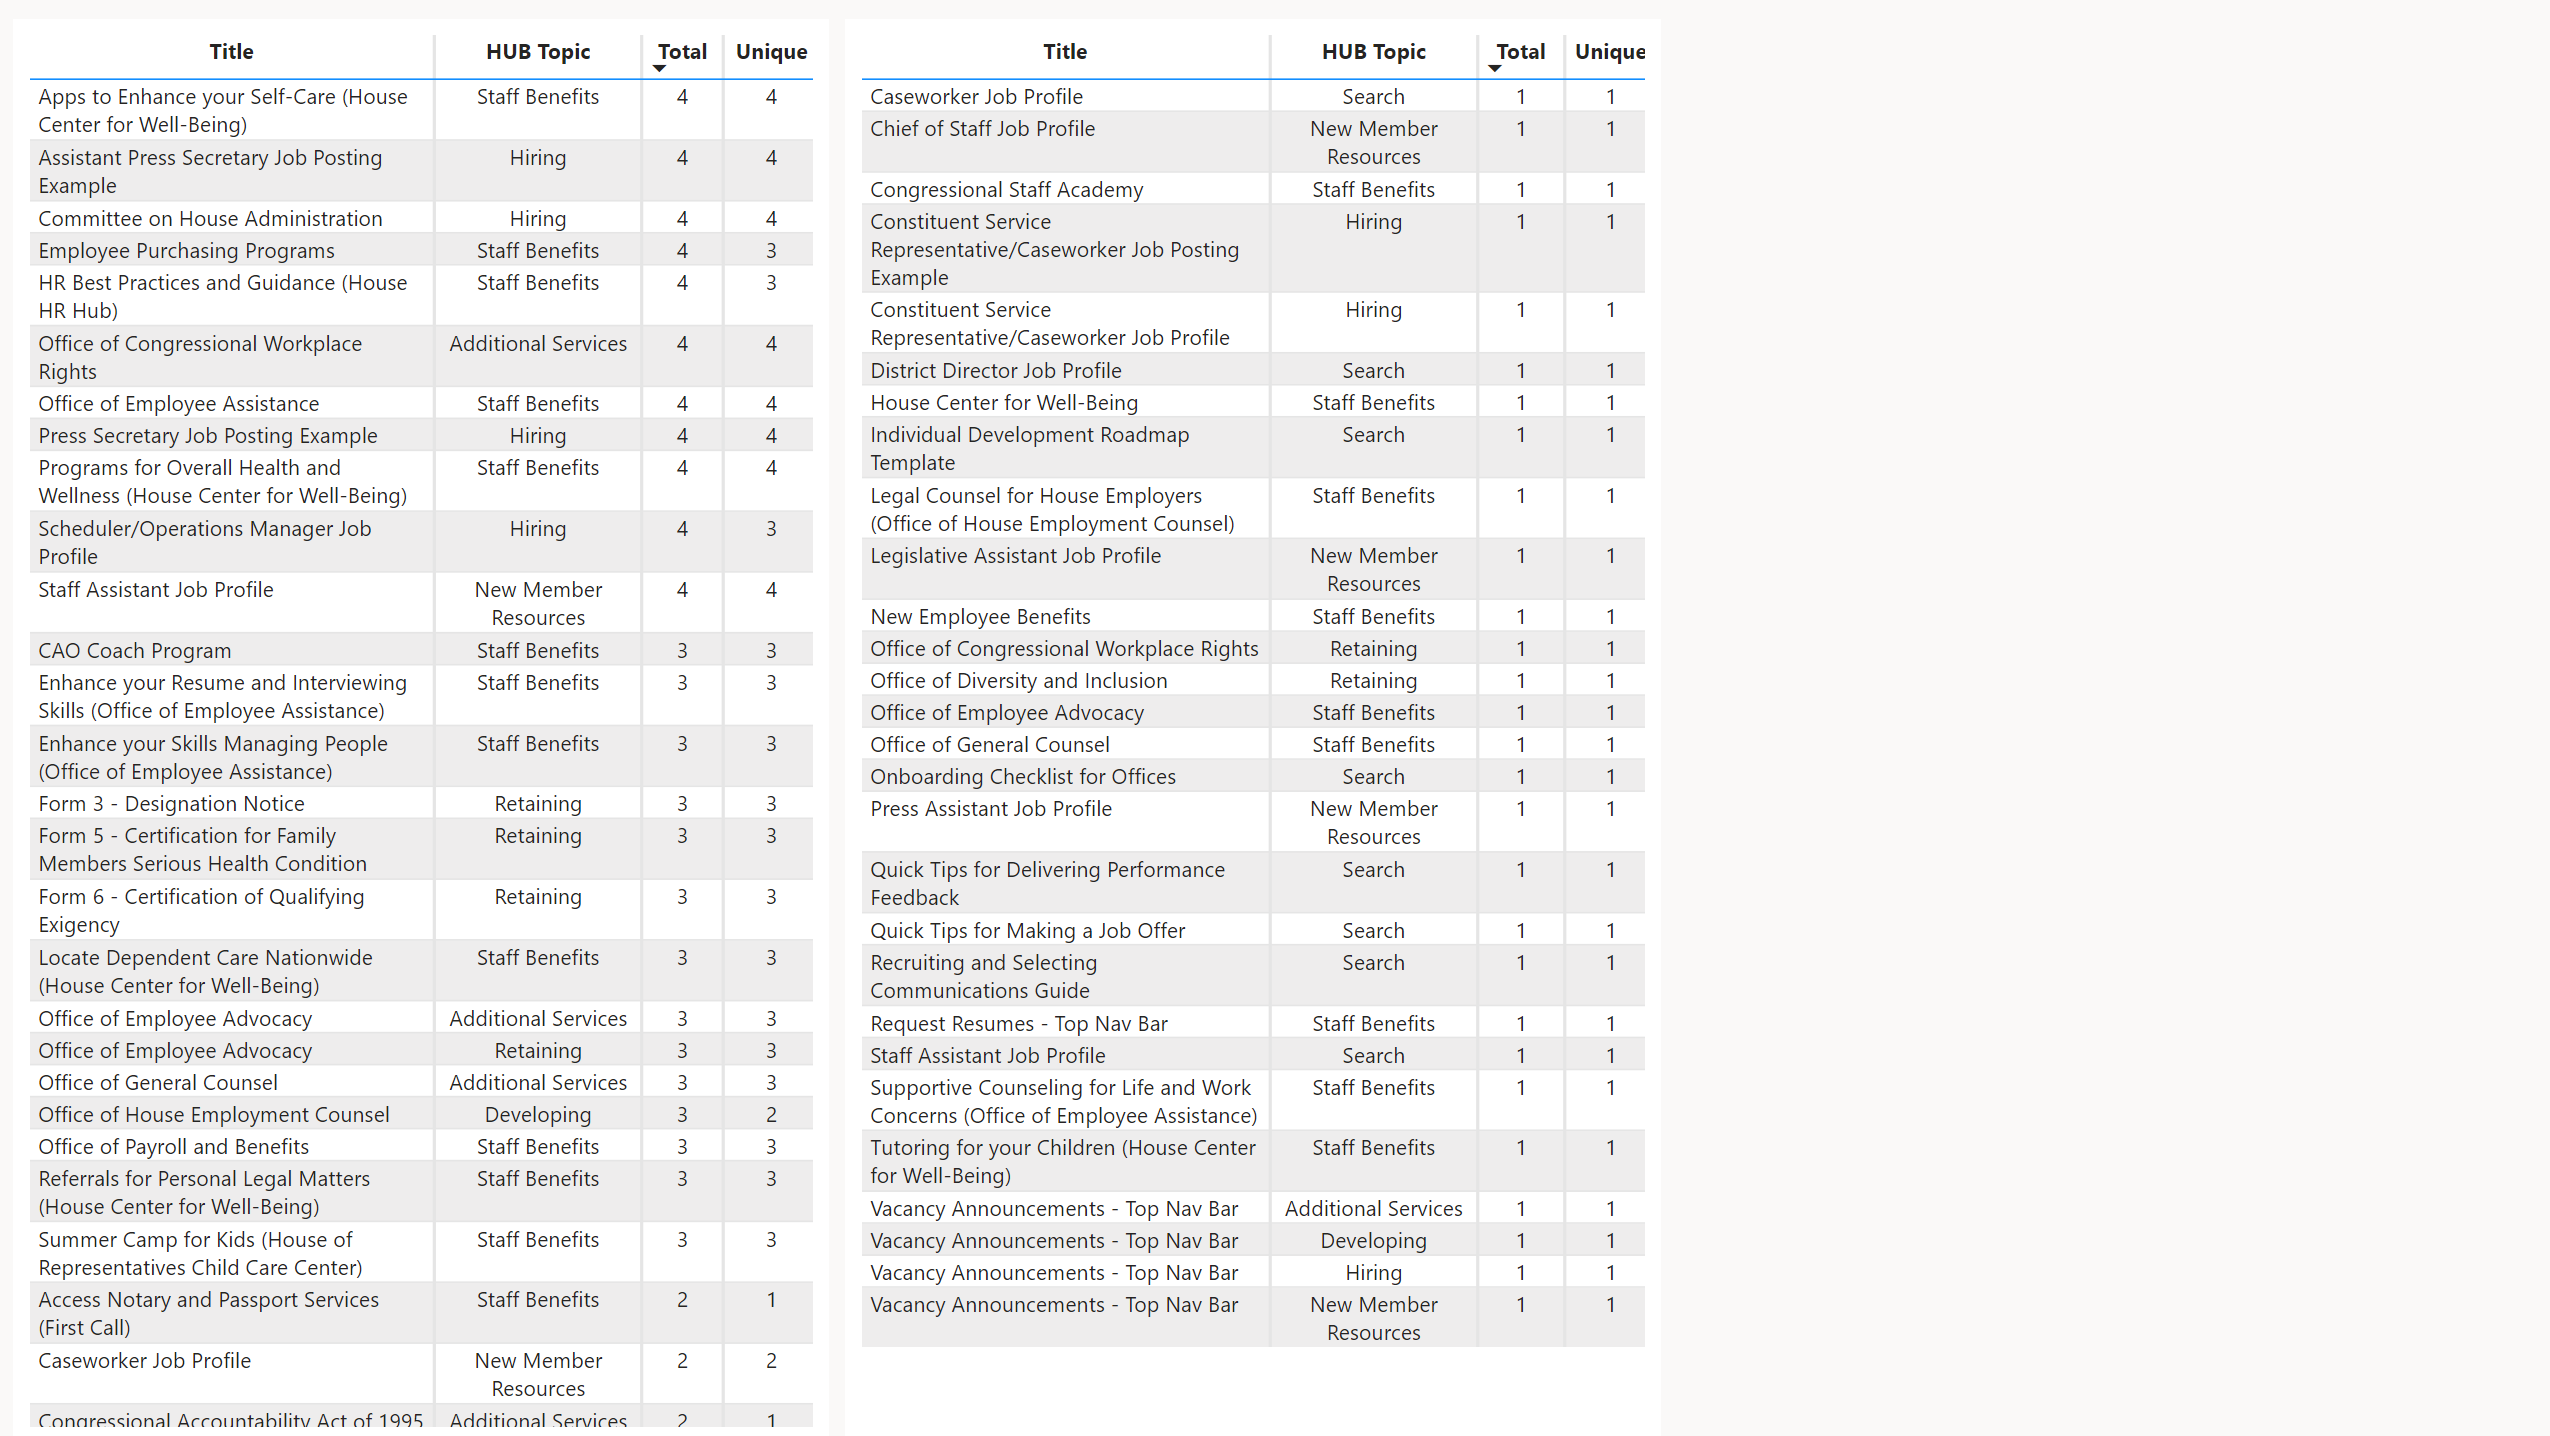 Title HUB Topic Total Unique
Apps to Enhance your Self-Care (House Staff Benefits 4 4
Center for Well-Being)
Assistant Press Secretary Job Posting Hiring 4 4
Example
Committee on House Administration Hiring 4 4
Employee Purchasing Programs Staff Benefits 4 3
HR Best Practices and Guidance (House Staff Benefits 4 3
HR Hub)
Office of Congressional Workplace Additional Services 4 4
Rights
Office of Employee Assistance Staff Benefits 4 4
Press Secretary Job Posting Example Hiring 4 4
Programs for Overall Health and Staff Benefits 4 4
Wellness (House Center for Well-Being)
Scheduler/Operations Manager Job Hiring 4 3
Profile
Staff Assistant Job Profile New Member 4 4
Resources
CAO Coach Program Staff Benefits 3 3
Enhance your Resume and Interviewing Staff Benefits 3 3
Skills (Office of Employee Assistance)
Enhance your Skills Managing People Staff Benefits 3 3
(Office of Employee Assistance)
Form 3 - Designation Notice Retaining 3 3
Form 5 - Certification for Family Retaining 3 3
Members Serious Health Condition
Form 6 - Certification of Qualifying Retaining 3 3
Exigency
Locate Dependent Care Nationwide Staff Benefits 3 3
(House Center for Well-Being)
Office of Employee Advocacy Additional Services 3 3
Office of Employee Advocacy Retaining 3 3
Office of General Counsel Additional Services 3 3
Office of House Employment Counsel Developing 3 2
Office of Payroll and Benefits Staff Benefits 3 3
Referrals for Personal Legal Matters Staff Benefits 3 3
(House Center for Well-Being)
Summer Camp for Kids (House of Staff Benefits 3 3
Representatives Child Care Center)
Access Notary and Passport Services Staff Benefits 2 1
(First Call)
Caseworker Job Profile New Member 2 2
Resources
Congressional Accountability Act of 1995 Additional Services 2 1
Title HUB Topic Total Unique
Caseworker Job Profile Search 1 1
Chief of Staff Job Profile New Member 1 1
Resources
Congressional Staff Academy Staff Benefits 1 1
Constituent Service Hiring 1 1
Representative/Caseworker Job Posting
Example
Constituent Service Hiring 1 1
Representative/Caseworker Job Profile
District Director Job Profile Search 1 1
House Center for Well-Being Staff Benefits 1 1
Individual Development Roadmap Search 1 1
Template
Legal Counsel for House Employers Staff Benefits 1 1
(Office of House Employment Counsel)
Legislative Assistant Job Profile New Member 1 1
Resources
New Employee Benefits Staff Benefits 1 1
Office of Congressional Workplace Rights Retaining 1 1
Office of Diversity and Inclusion Retaining 1 1
Office of Employee Advocacy Staff Benefits 1 1
Office of General Counsel Staff Benefits 1 1
Onboarding Checklist for Offices Search 1 1
Press Assistant Job Profile New Member 1 1
Resources
Quick Tips for Delivering Performance Search 1 1
Feedback
Quick Tips for Making a Job Offer Search 1 1
Recruiting and Selecting Search 1 1
Communications Guide
Request Resumes - Top Nav Bar Staff Benefits 1 1
Staff Assistant Job Profile Search 1 1
Supportive Counseling for Life and Work Staff Benefits 1 1
Concerns (Office of Employee Assistance)
Tutoring for your Children (House Center Staff Benefits 1 1
for Well-Being)
Vacancy Announcements - Top Nav Bar Additional Services 1 1
Vacancy Announcements - Top Nav Bar Developing 1 1
Vacancy Announcements - Top Nav Bar Hiring 1 1
Vacancy Announcements - Top Nav Bar New Member 1 1
Resources